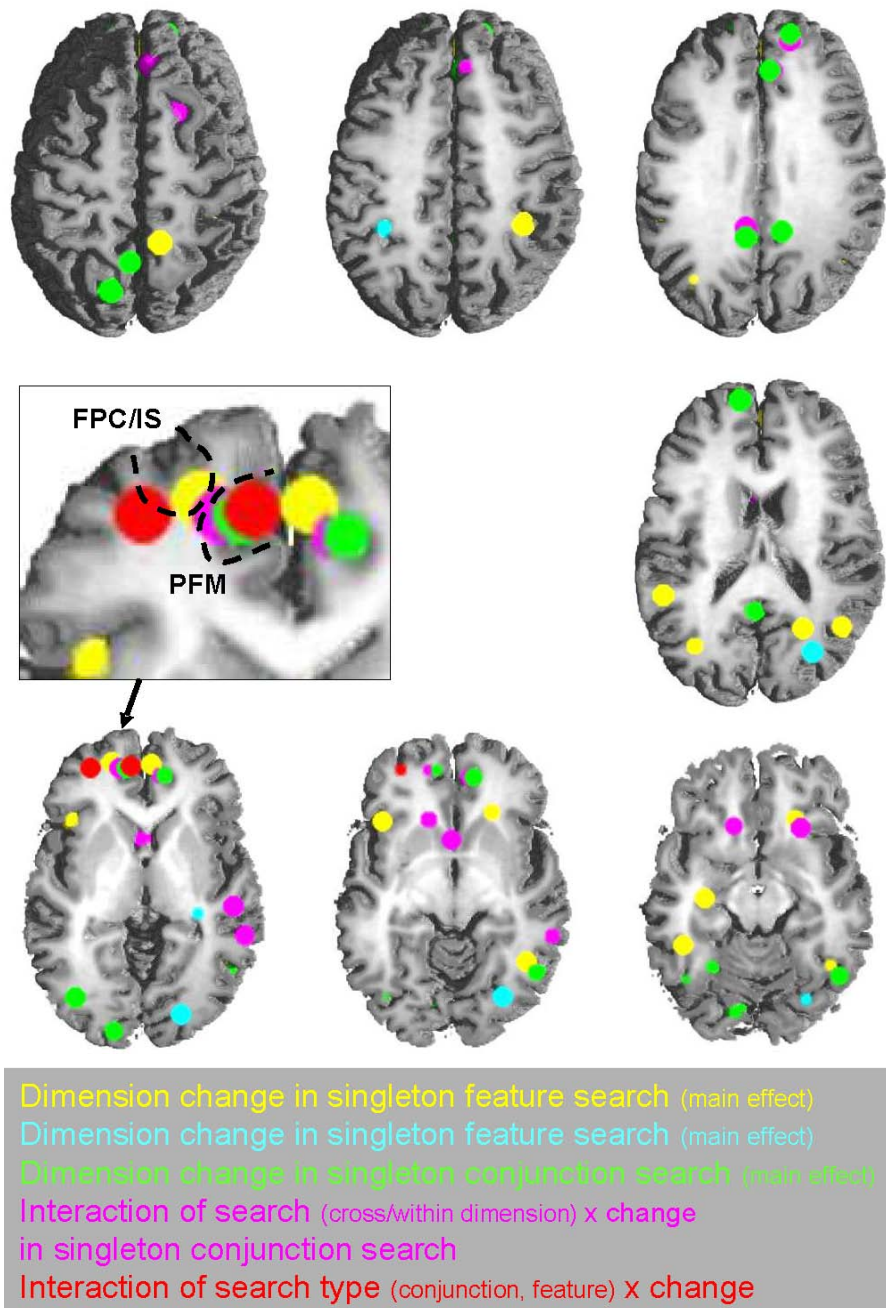 FPC/IS
PFM
Dimension change in singleton feature search (main effect)
Dimension change in singleton feature search (main effect)
Dimension change in singleton conjunction search (main effect)
Interaction of search (cross/within dimension) x change
in singleton conjunction search
Interaction of search type (conjunction, feature) x change